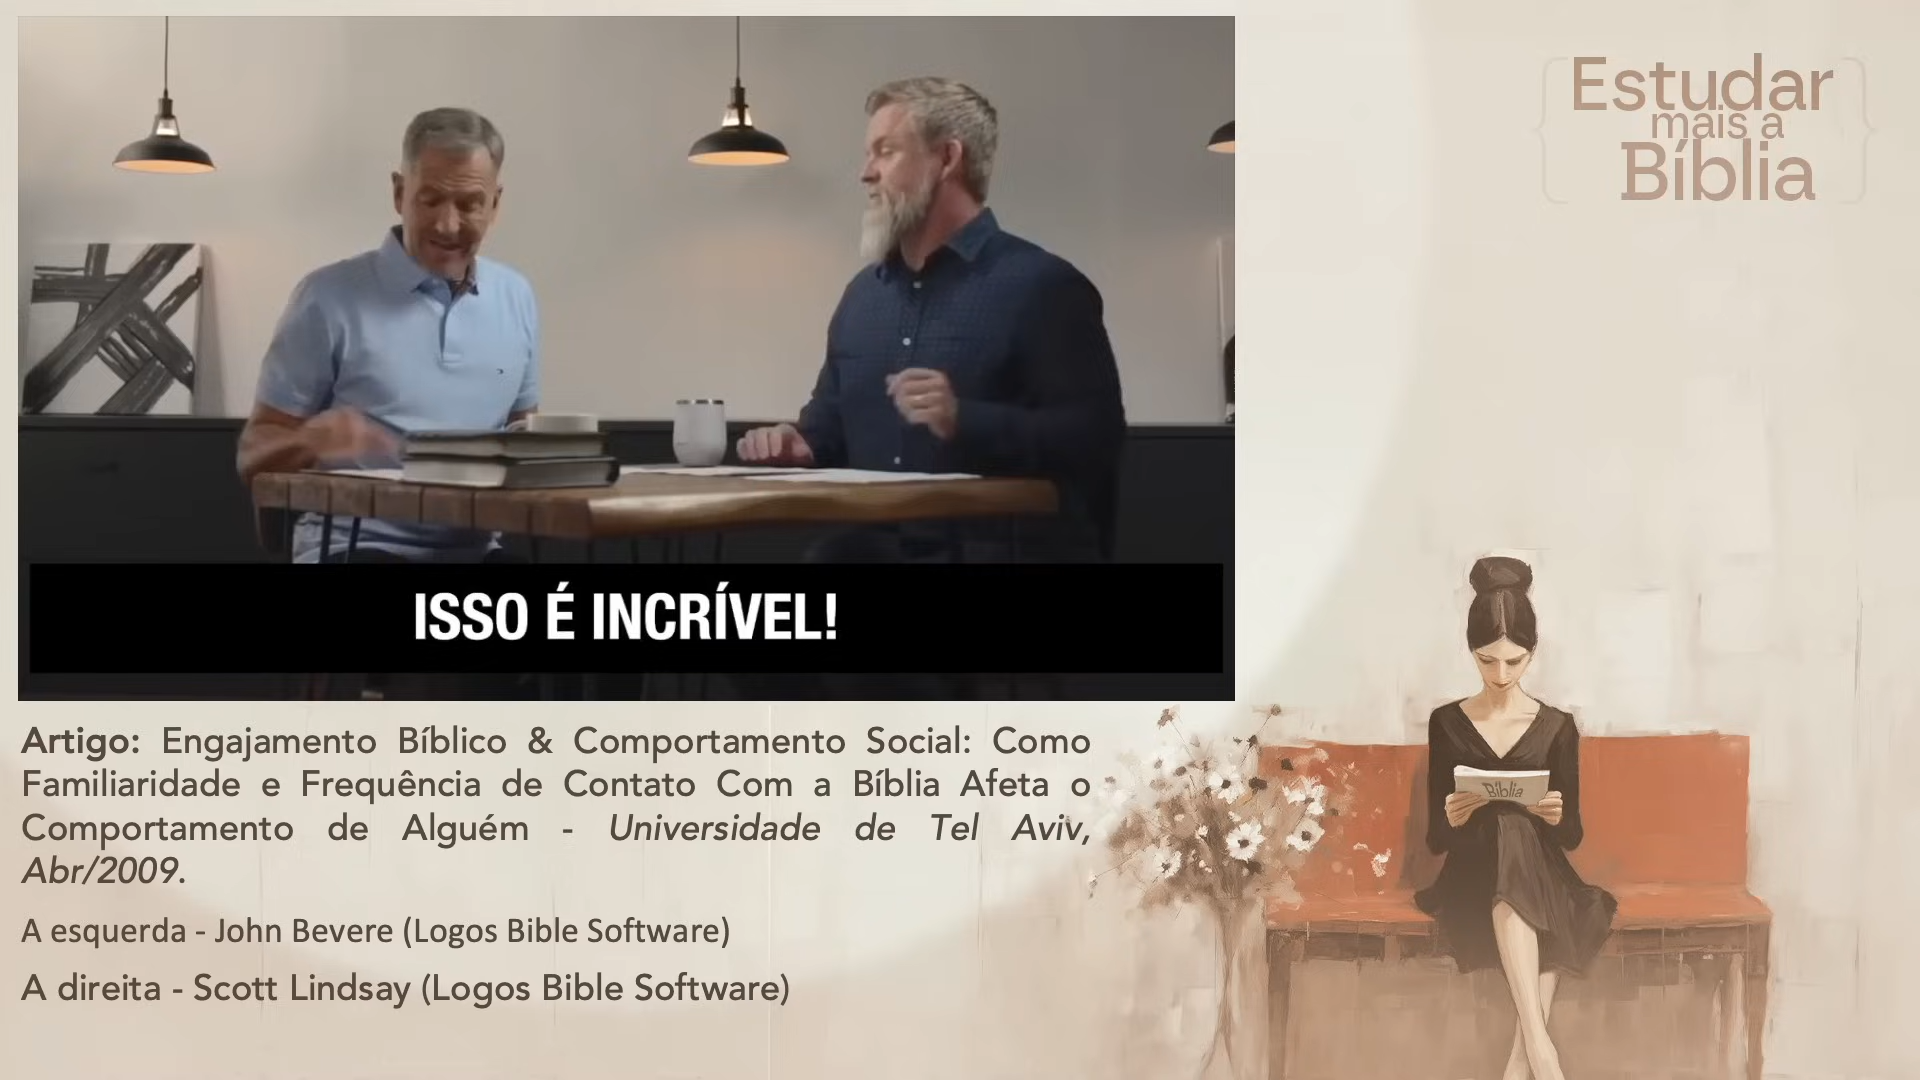 Estudar
mais a
Bíblia
ISSO É INCRÍVEL!
Artigo: Engajamento Bíblico & Comportamento Social: Como
Familiaridade e Frequência de Contato Com a Bíblia Afeta o
Comportamento de Alguém - Universidade de Tel Aviv,
Abr/2009.
A esquerda - John Bevere (Logos Bible Software)
A direita - Scott Lindsay (Logos Bible Software)
Bíblia